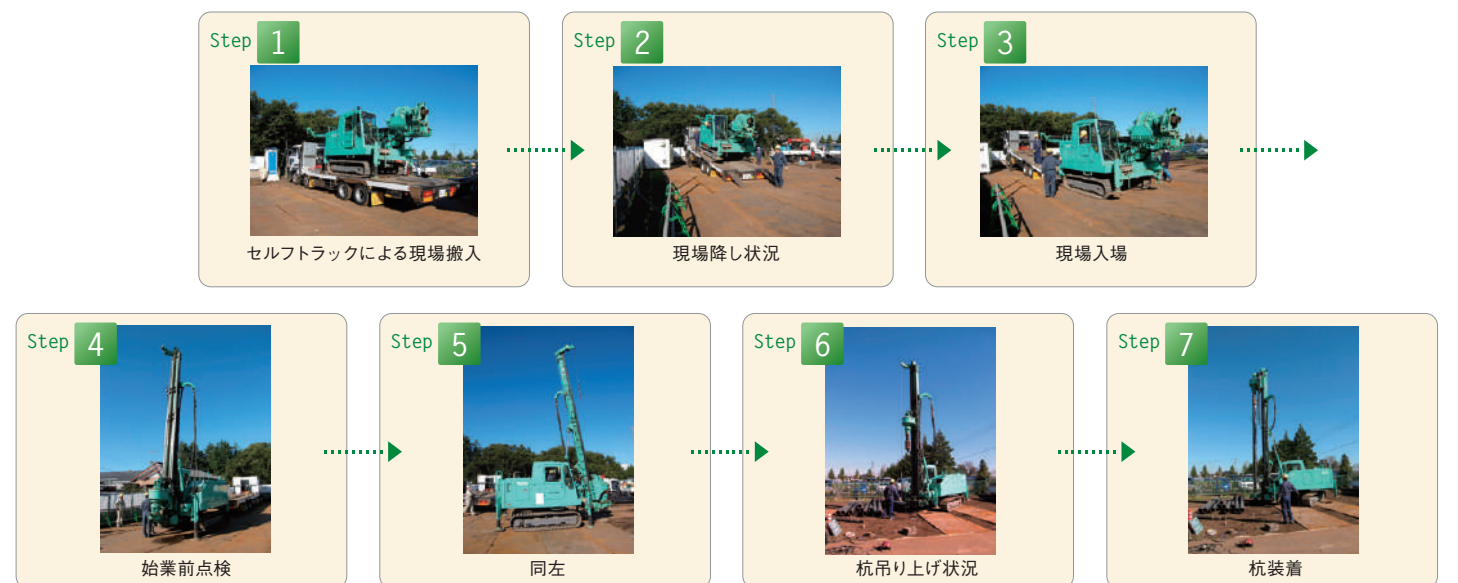 Step 1
セルフトラックによる現場搬入
Step 2
現場降し状況
Step 3
現場入場
Step 4
始業前点検
Step 5
同左
Step 6
杭吊り上げ状況
Step 7
杭装着